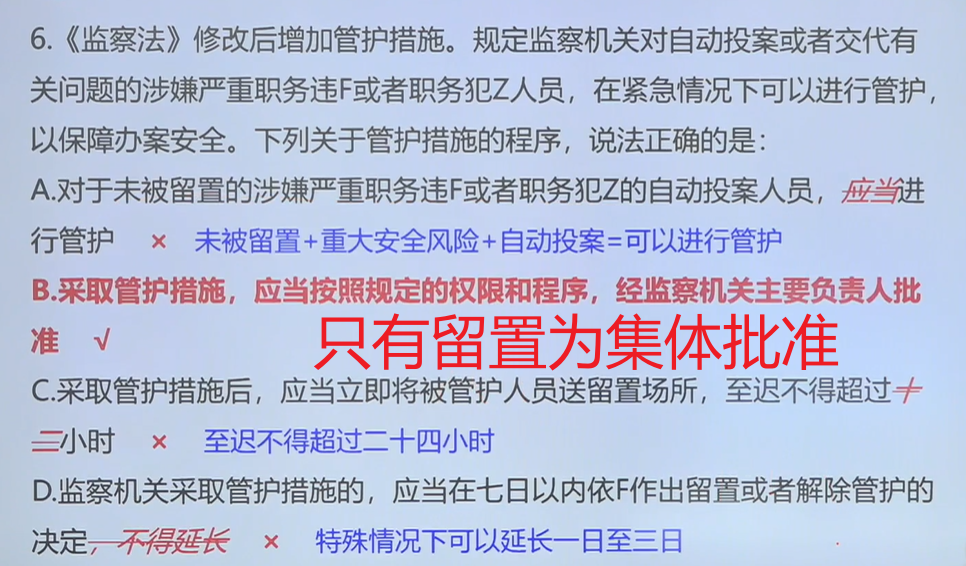 6.《监察法》修改后增加管护措施。规定监察机关对自动投案或者交代有
关问题的涉嫌严重职务违F或者职务犯Z人员，在紧急情况下可以进行管护，
以保障办案安全。下列关于管护措施的程序，说法正确的是：
A.对于未被留置的涉嫌严重职务违F或者职务犯Z的自动投案人员，应当进
行管护 × 未被留置+重大安全风险+自动投案=可以进行管护
B.采取管护措施，应当按照规定的权限和程序，经监察机关主要负责人批
准 √
只有留置为集体批准
C.采取管护措施后，应当立即将被管护人员送留置场所，至迟不得超过十
二小时 × 至迟不得超过二十四小时
D.监察机关采取管护措施的，应当在七日以内依F作出留置或者解除管护的
决定，不得延长 × 特殊情况下可以延长一日至三日